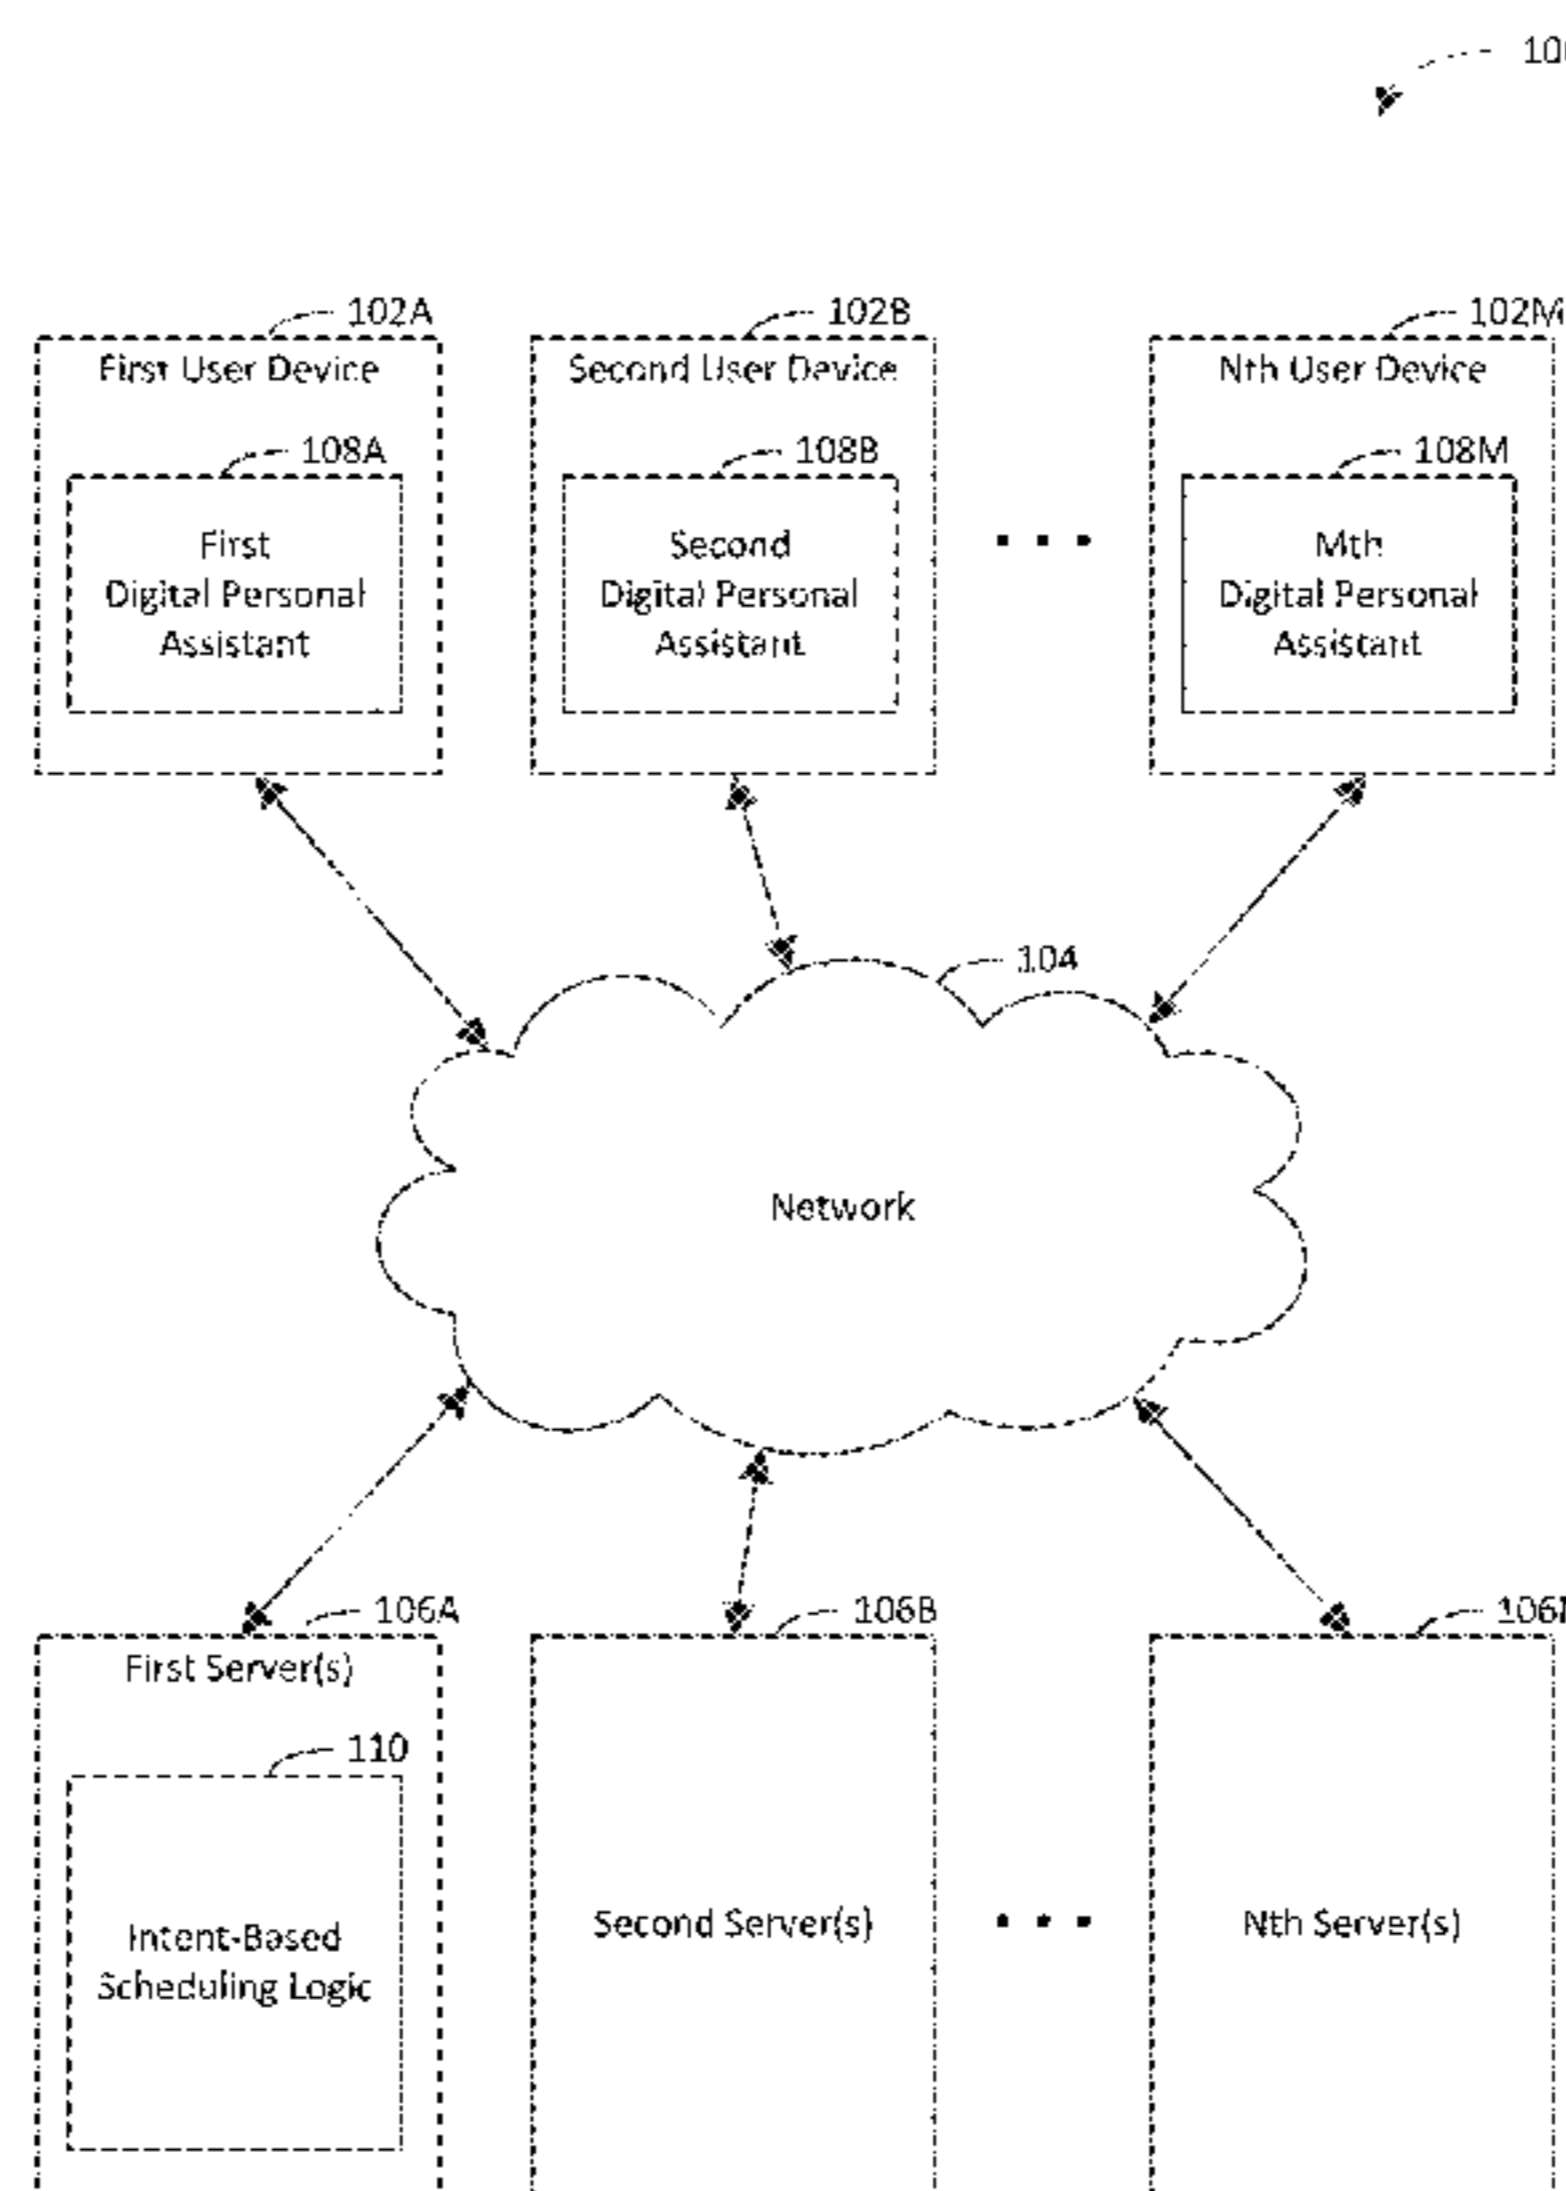 102A
102B
102M
First User Device
Second User Device
Nth User Device
108A
108B
108M
First
Digital Personal
Assistant
Second
Digital Personal
Assistant
Mth
Digital Personal
Assistant
104
Network
106A
106B
First Server(s)
110
Intent-Based
Scheduling Logic
Second Server(s)
Nth Server(s)